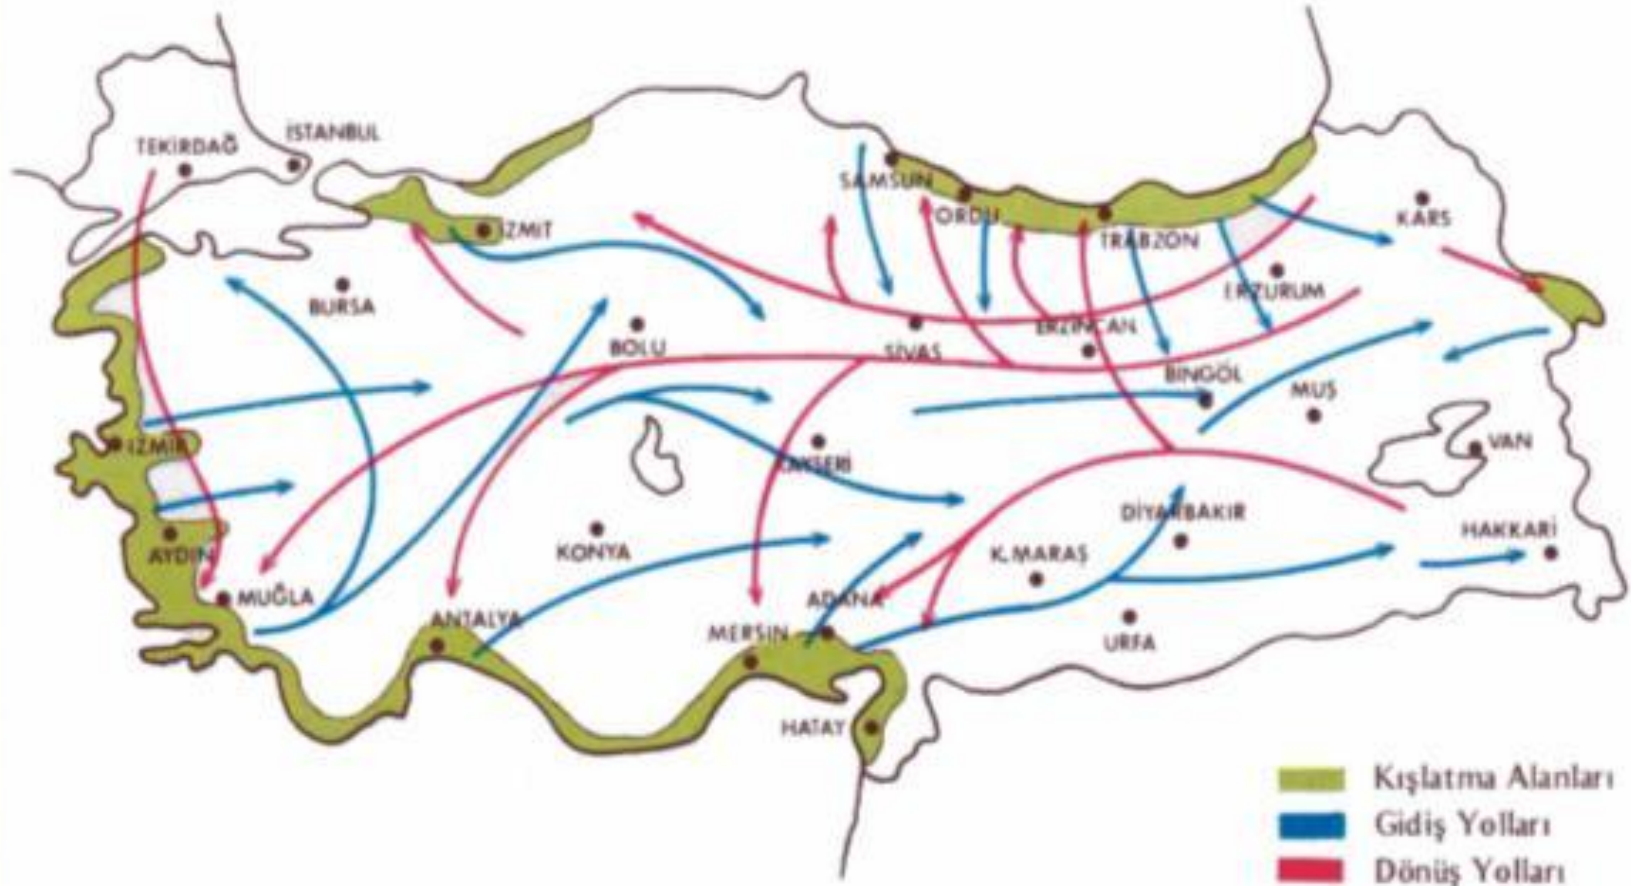 İSTANBUL
TEKİRDAĞ
SAMSUN
ORDU
KARS
İZMİT
TRABZON
BURSA
ERZURUM
ERZİNCAN
BOLU
SİVAS
BİNGÖL
MUŞ
İZMİR
KAYSERİ
VAN
DİYARBAKIR
HAKKARİ
AYDIN
KONYA
K.MARAŞ
MUĞLA
ADANA
ANTALYA
MERSİN
URFA
HATAY
Kışlatma Alanları
Gidiş Yolları
Dönüş Yolları